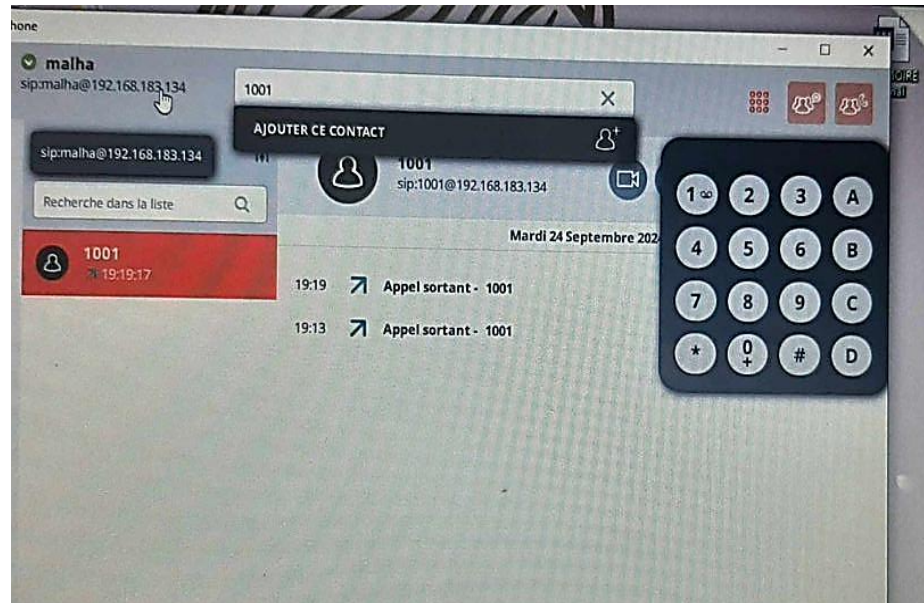 hone
malha
sip:malha@192.168.183.134
1001
AJOUTER CE CONTACT
sip:malha@192.168.183.134
Recherche dans la liste
1001
19:19:17
1001
sip:1001@192.168.183.134
Mardi 24 Septembre 202
19:19 Appel sortant - 1001
19:13 Appel sortant - 1001
1 2 3 A
4 5 6 B
7 8 9 C
* 0 # D
+